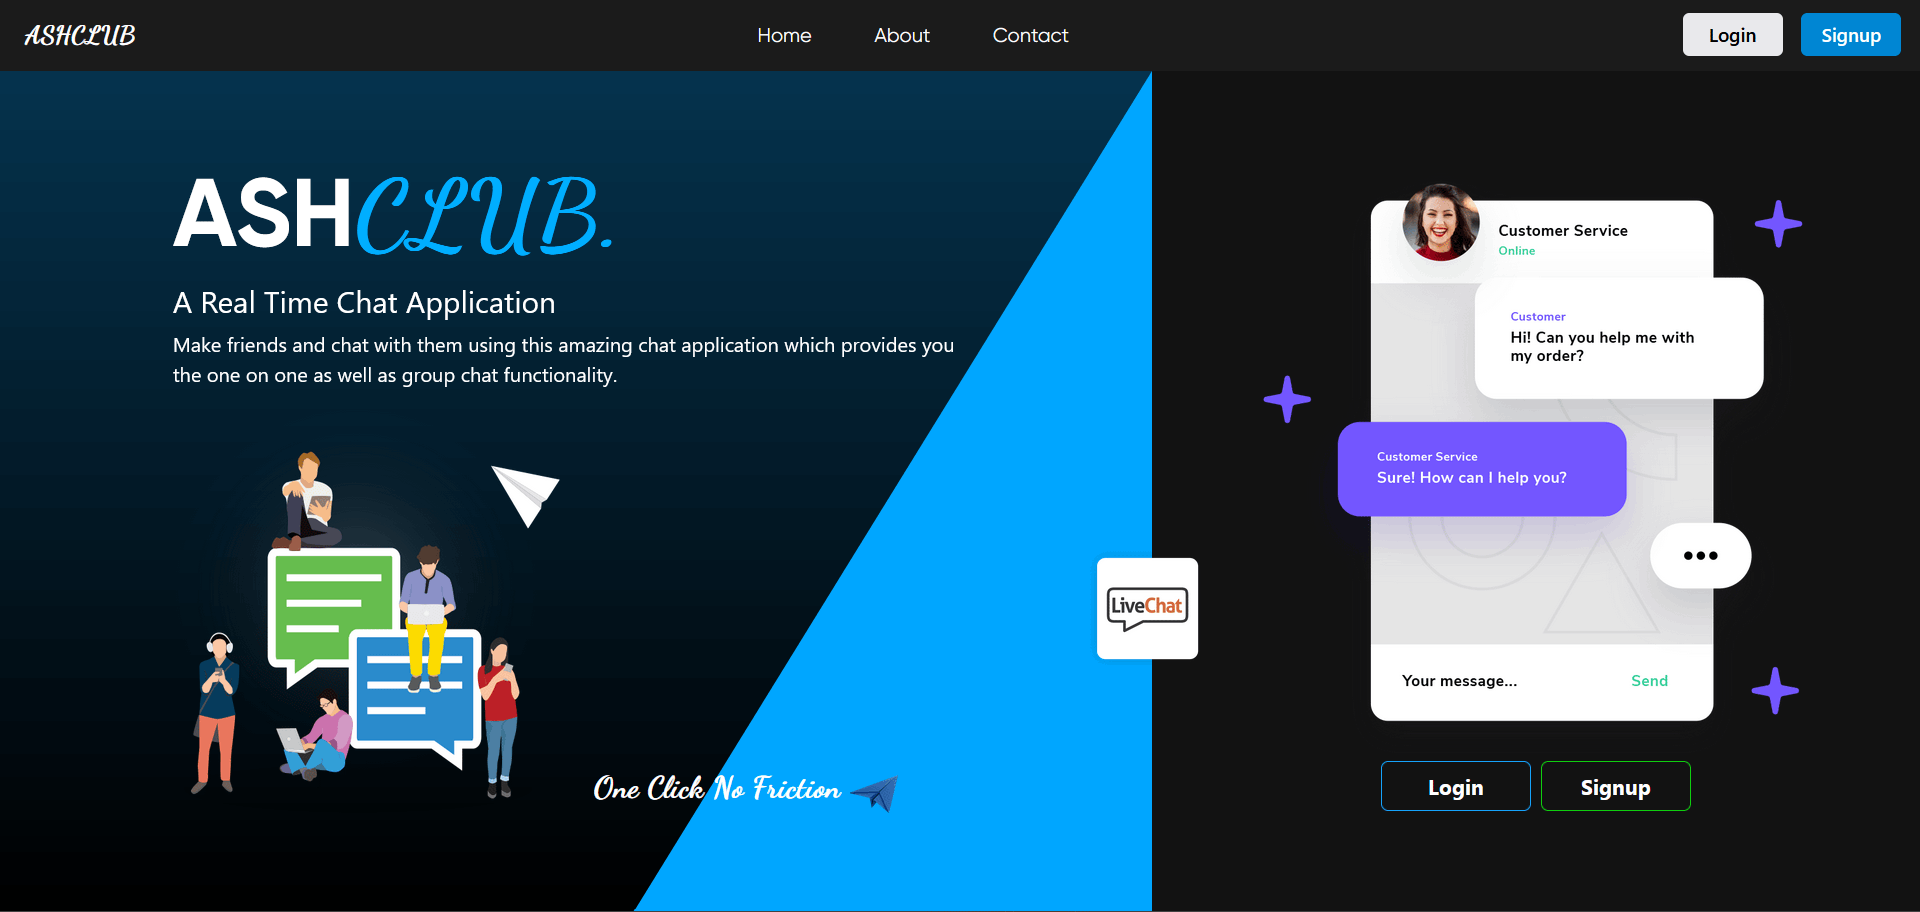 ASHCLUB
Home About Contact
Login Signup
ASHCLUB.
A Real Time Chat Application
Make friends and chat with them using this amazing chat application which provides you
the one on one as well as group chat functionality.
One Click No Friction
LiveChat
Customer Service
Online
Customer
Hi! Can you help me with
my order?
Customer Service
Sure! How can I help you?
Your message... Send
Login Signup